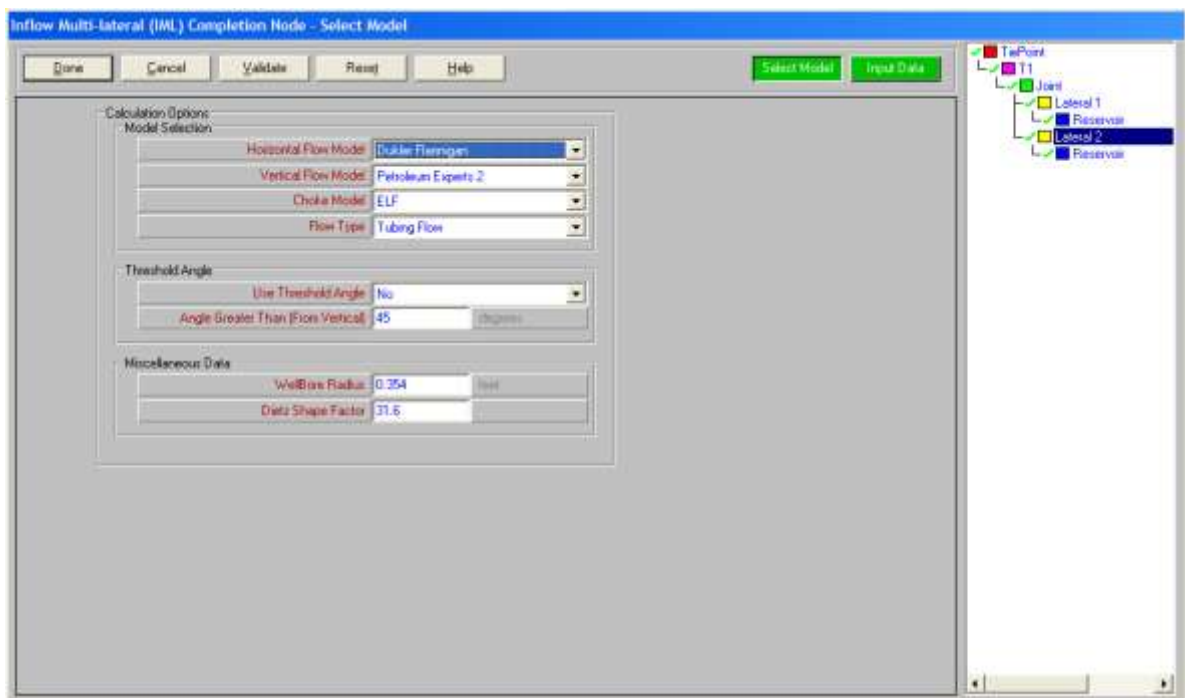 Inflow Multi-lateral (IML) Completion Node - Select Model
Done Cancel Validate Reset Help Select Model Input Data
Calculation Options
Model Selection
Horizontal Flow Model Dukler Flannigan
Vertical Flow Model Petroleum Experts 2
Choke Model ELF
Flow Type Tubing Flow
Threshold Angle
Use Threshold Angle No
Angle Greater Than (From Vertical) 45 degrees
Miscellaneous Data
WellBore Radius 0.354 feet
Dietz Shape Factor 31.6
TiePoint
T1
Joint
Lateral 1
Reservoir
Lateral 2
Reservoir